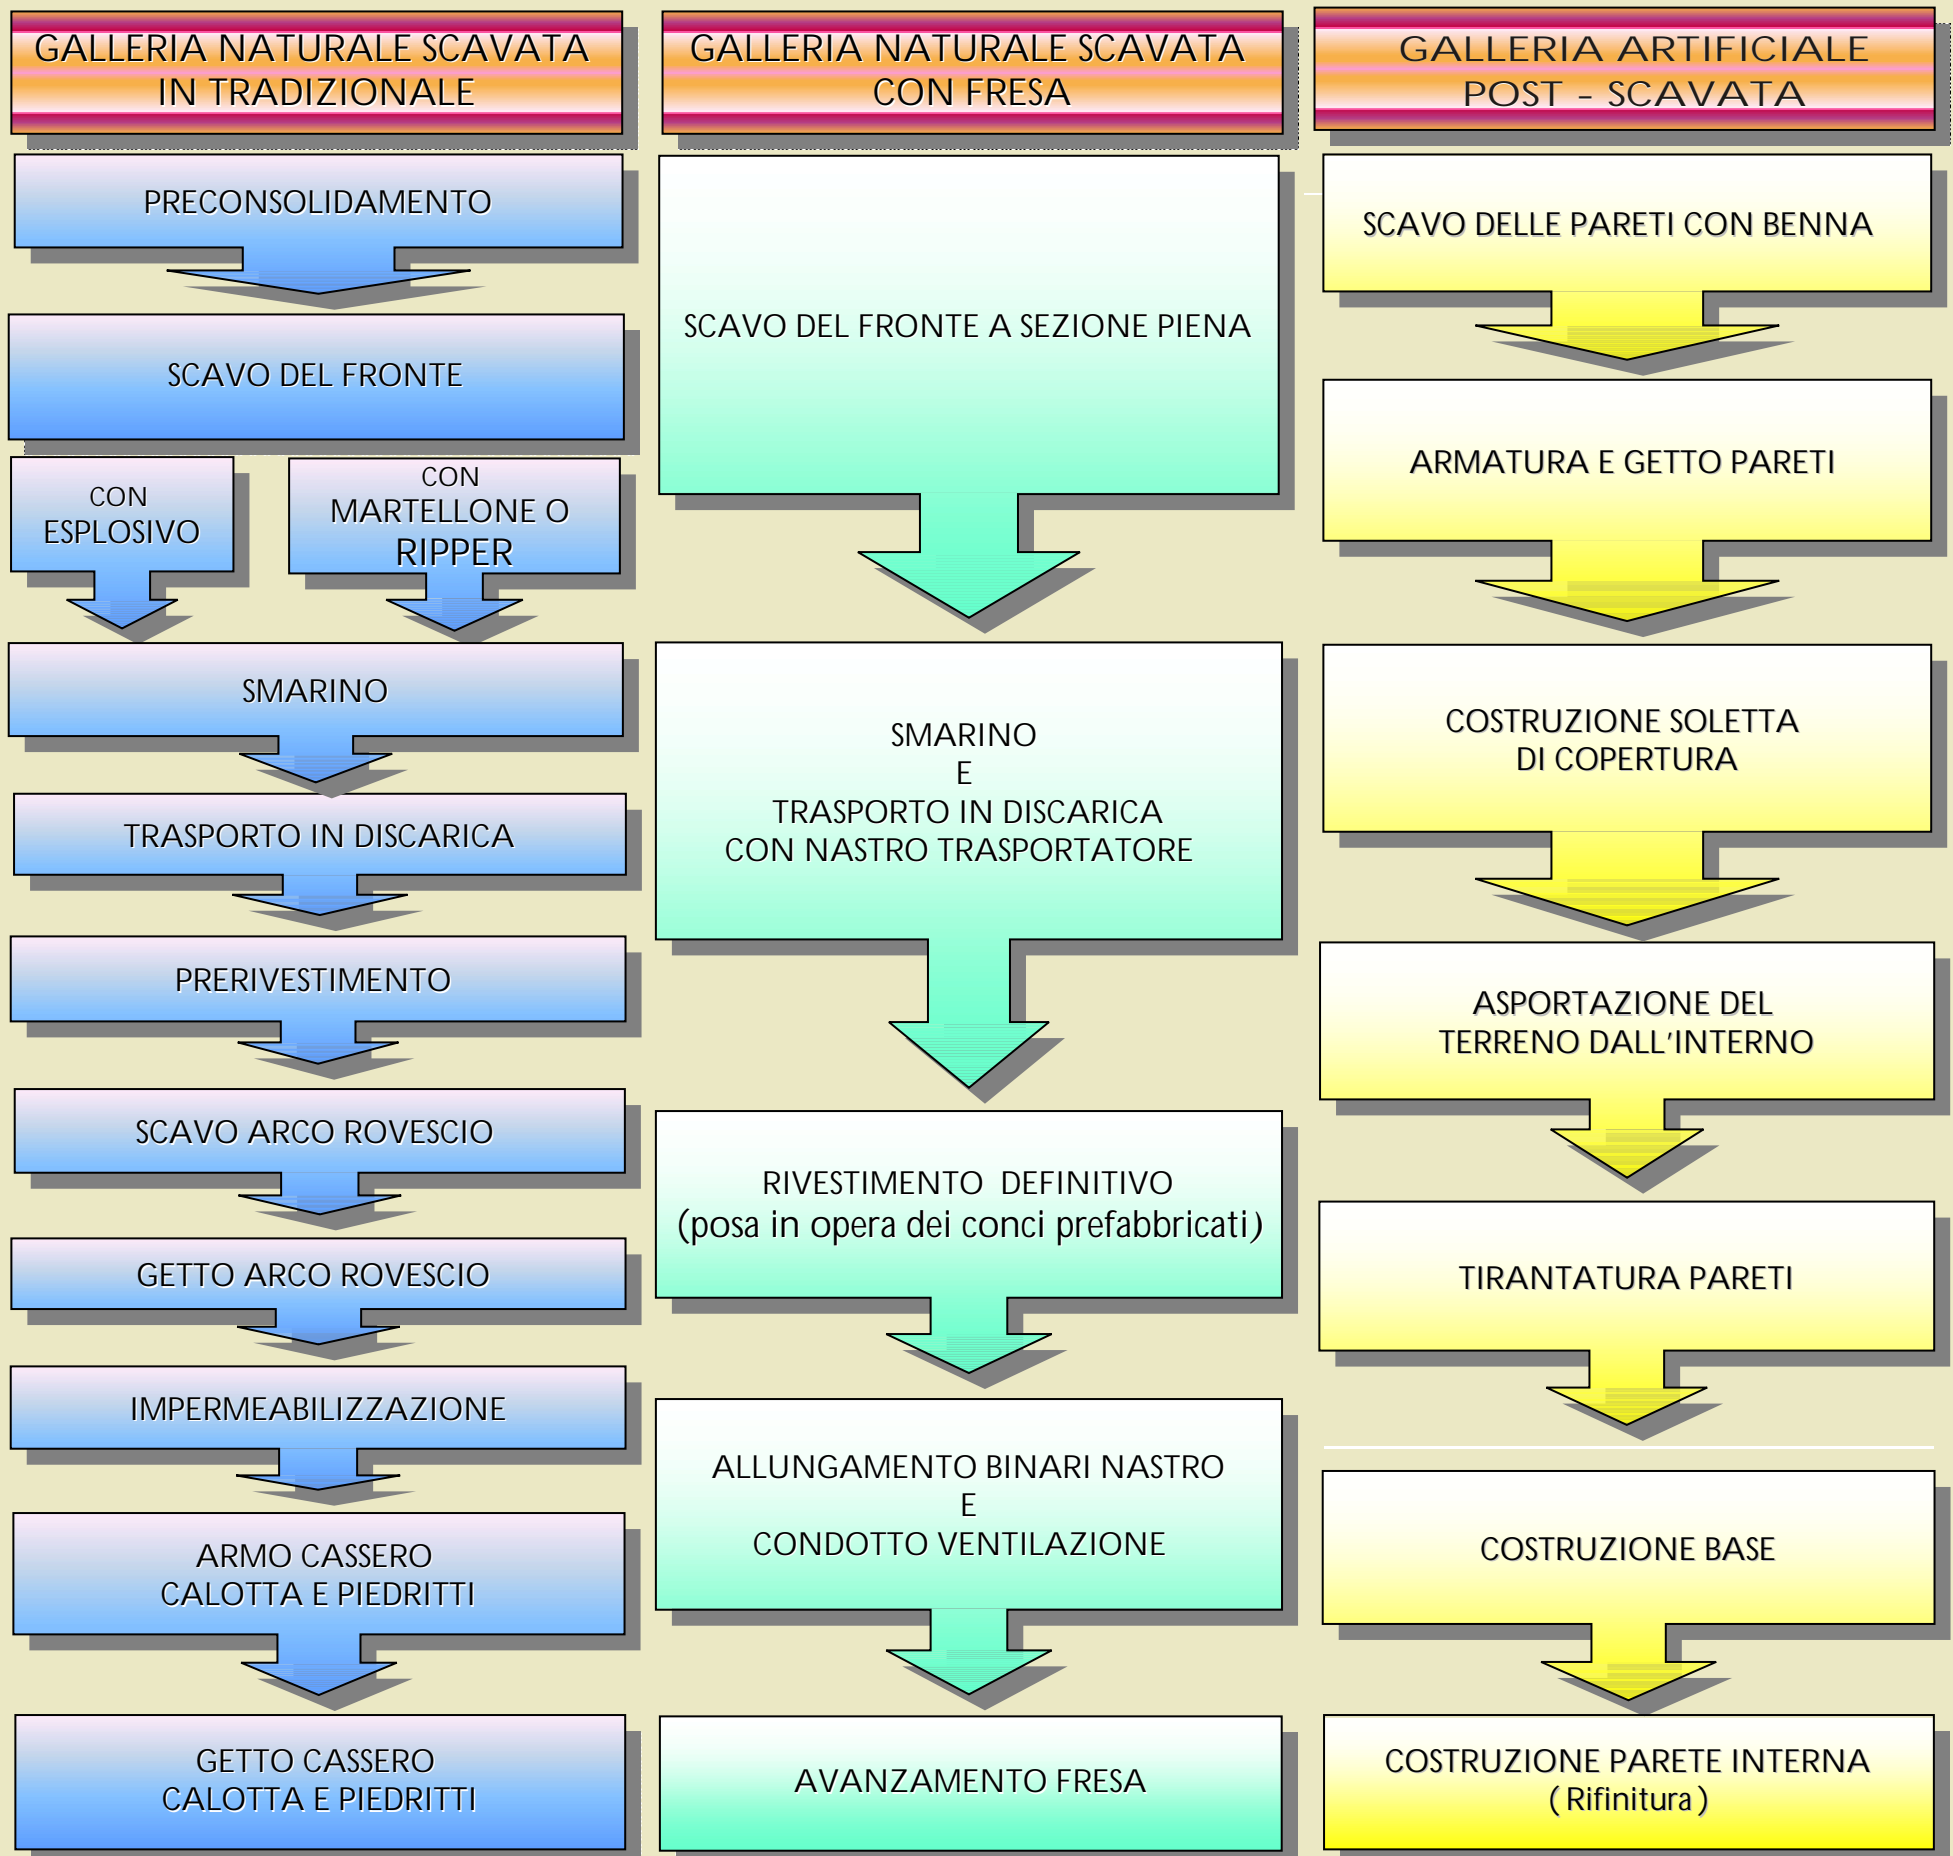 GALLERIA NATURALE SCAVATA
IN TRADIZIONALE
PRECONSOLIDAMENTO
SCAVO DEL FRONTE
CON
ESPLOSIVO
CON
MARTELLONE O
RIPPER
SMARINO
TRASPORTO IN DISCARICA
PRERIVESTIMENTO
SCAVO ARCO ROVESCIO
GETTO ARCO ROVESCIO
IMPERMEABILIZZAZIONE
ARMO CASSERO
CALOTTA E PIEDRITTI
GETTO CASSERO
CALOTTA E PIEDRITTI
GALLERIA NATURALE SCAVATA
CON FRESA
SCAVO DEL FRONTE A SEZIONE PIENA
SMARINO
E
TRASPORTO IN DISCARICA
CON NASTRO TRASPORTATORE
RIVESTIMENTO DEFINITIVO
(posa in opera dei conci prefabbricati)
ALLUNGAMENTO BINARI NASTRO
E
CONDOTTO VENTILAZIONE
AVANZAMENTO FRESA
GALLERIA ARTIFICIALE
POST - SCAVATA
SCAVO DELLE PARETI CON BENNA
ARMATURA E GETTO PARETI
COSTRUZIONE SOLETTA
DI COPERTURA
ASPORTAZIONE DEL
TERRENO DALL'INTERNO
TIRANTATURA PARETI
COSTRUZIONE BASE
COSTRUZIONE PARETE INTERNA
( Rifinitura )